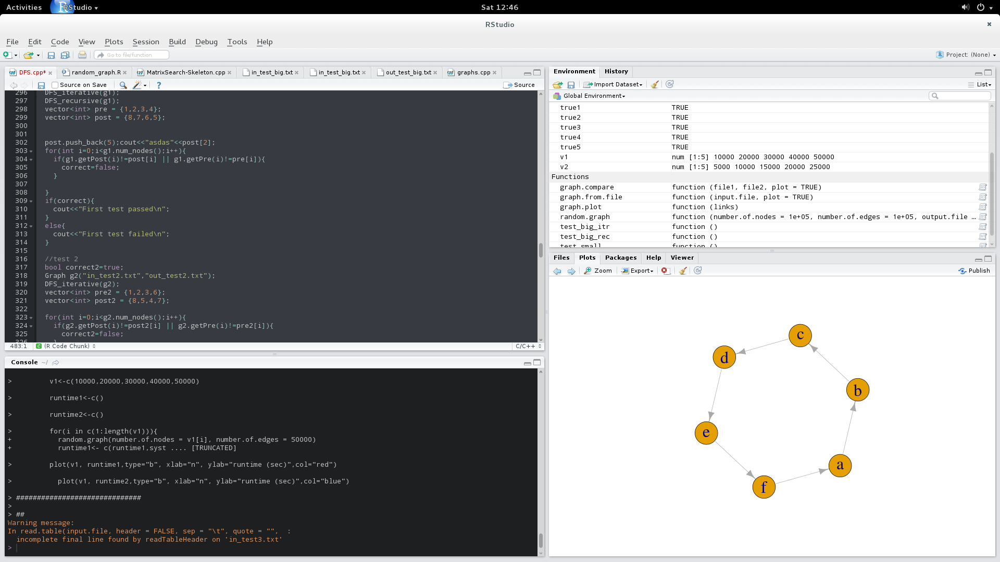 Activities RStudio Sat 12:46
RStudio
File Edit Code View Plots Session Build Debug Tools Help
Go to file/function Project: (None)
DFS.cpp* random_graph.R MatrixSearch-Skeleton.cpp in_test_big.txt in_test_big.txt out_test_big.txt graphs.cpp
Source on Save Source
296 DFS_iterative(g1);
297 DFS_recursive(g1);
298 vector<int> pre = {1,2,3,4};
299 vector<int> post = {8,7,6,5};
300
301
302 post.push_back(5);cout<<"asdas"<<post[2];
303 for(int i=0;i<g1.num_nodes();i++){
304 if(g1.getPost(i)!=post[i] || g1.getPre(i)!=pre[i]){
305 correct=false;
306 }
307
308 }
309 if(correct){
310 cout<<"First test passed\n";
311 }
312 else{
313 cout<<"First test failed\n";
314 }
315
316 //test 2
317 bool correct2=true;
318 Graph g2("in_test2.txt","out_test2.txt");
319 DFS_iterative(g2);
320 vector<int> pre2 = {1,2,3,6};
321 vector<int> post2 = {8,5,4,7};
322
323 for(int i=0;i<g2.num_nodes();i++){
324 if(g2.getPost(i)!=post2[i] || g2.getPre(i)!=pre2[i]){
325 correct2=false;
326 }
483:1 (R Code Chunk) C/C++
Console ~/
> v1<-c(10000,20000,30000,40000,50000)
> runtime1<-c()
> runtime2<-c()
> for(i in c(1:length(v1))){
+ random.graph(number.of.nodes = v1[i], number.of.edges = 50000)
+ runtime1<- c(runtime1,syst .... [TRUNCATED]
> plot(v1, runtime1,type="b", xlab="n", ylab="runtime (sec)",col="red")
> plot(v1, runtime2,type="b", xlab="n", ylab="runtime (sec)",col="blue")
> ##############################
>
> ##
Warning message:
In read.table(input.file, header = FALSE, sep = "\t", quote = "", :
incomplete final line found by readTableHeader on 'in_test3.txt'
>
Environment History
Import Dataset List
Global Environment
true1 TRUE
true2 TRUE
true3 TRUE
true4 TRUE
true5 TRUE
v1 num [1:5] 10000 20000 30000 40000 50000
v2 num [1:5] 5000 10000 15000 20000 25000
Functions
graph.compare function (file1, file2, plot = TRUE)
graph.from.file function (input.file, plot = TRUE)
graph.plot function (links)
random.graph function (number.of.nodes = 1e+05, number.of.edges = 1e+05, output.file …
test_big_itr function ()
test_big_rec function ()
test_small function ()
Files Plots Packages Help Viewer
Zoom Export Publish
c
d
b
e
a
f